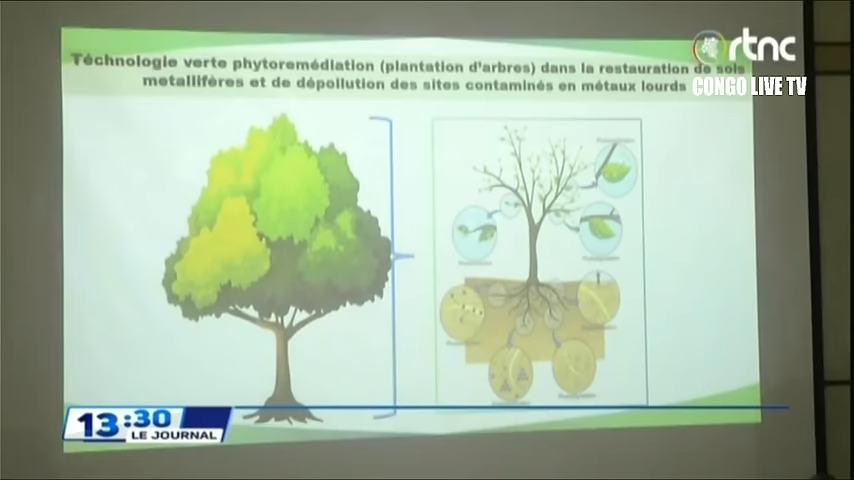 Téchnologie verte phytoremédiation (plantation d'arbres) dans la restauration de sols
metallifères et de dépollution des sites contaminés en métaux lourds
rtnc
CONGO LIVE TV
13:30
LE JOURNAL